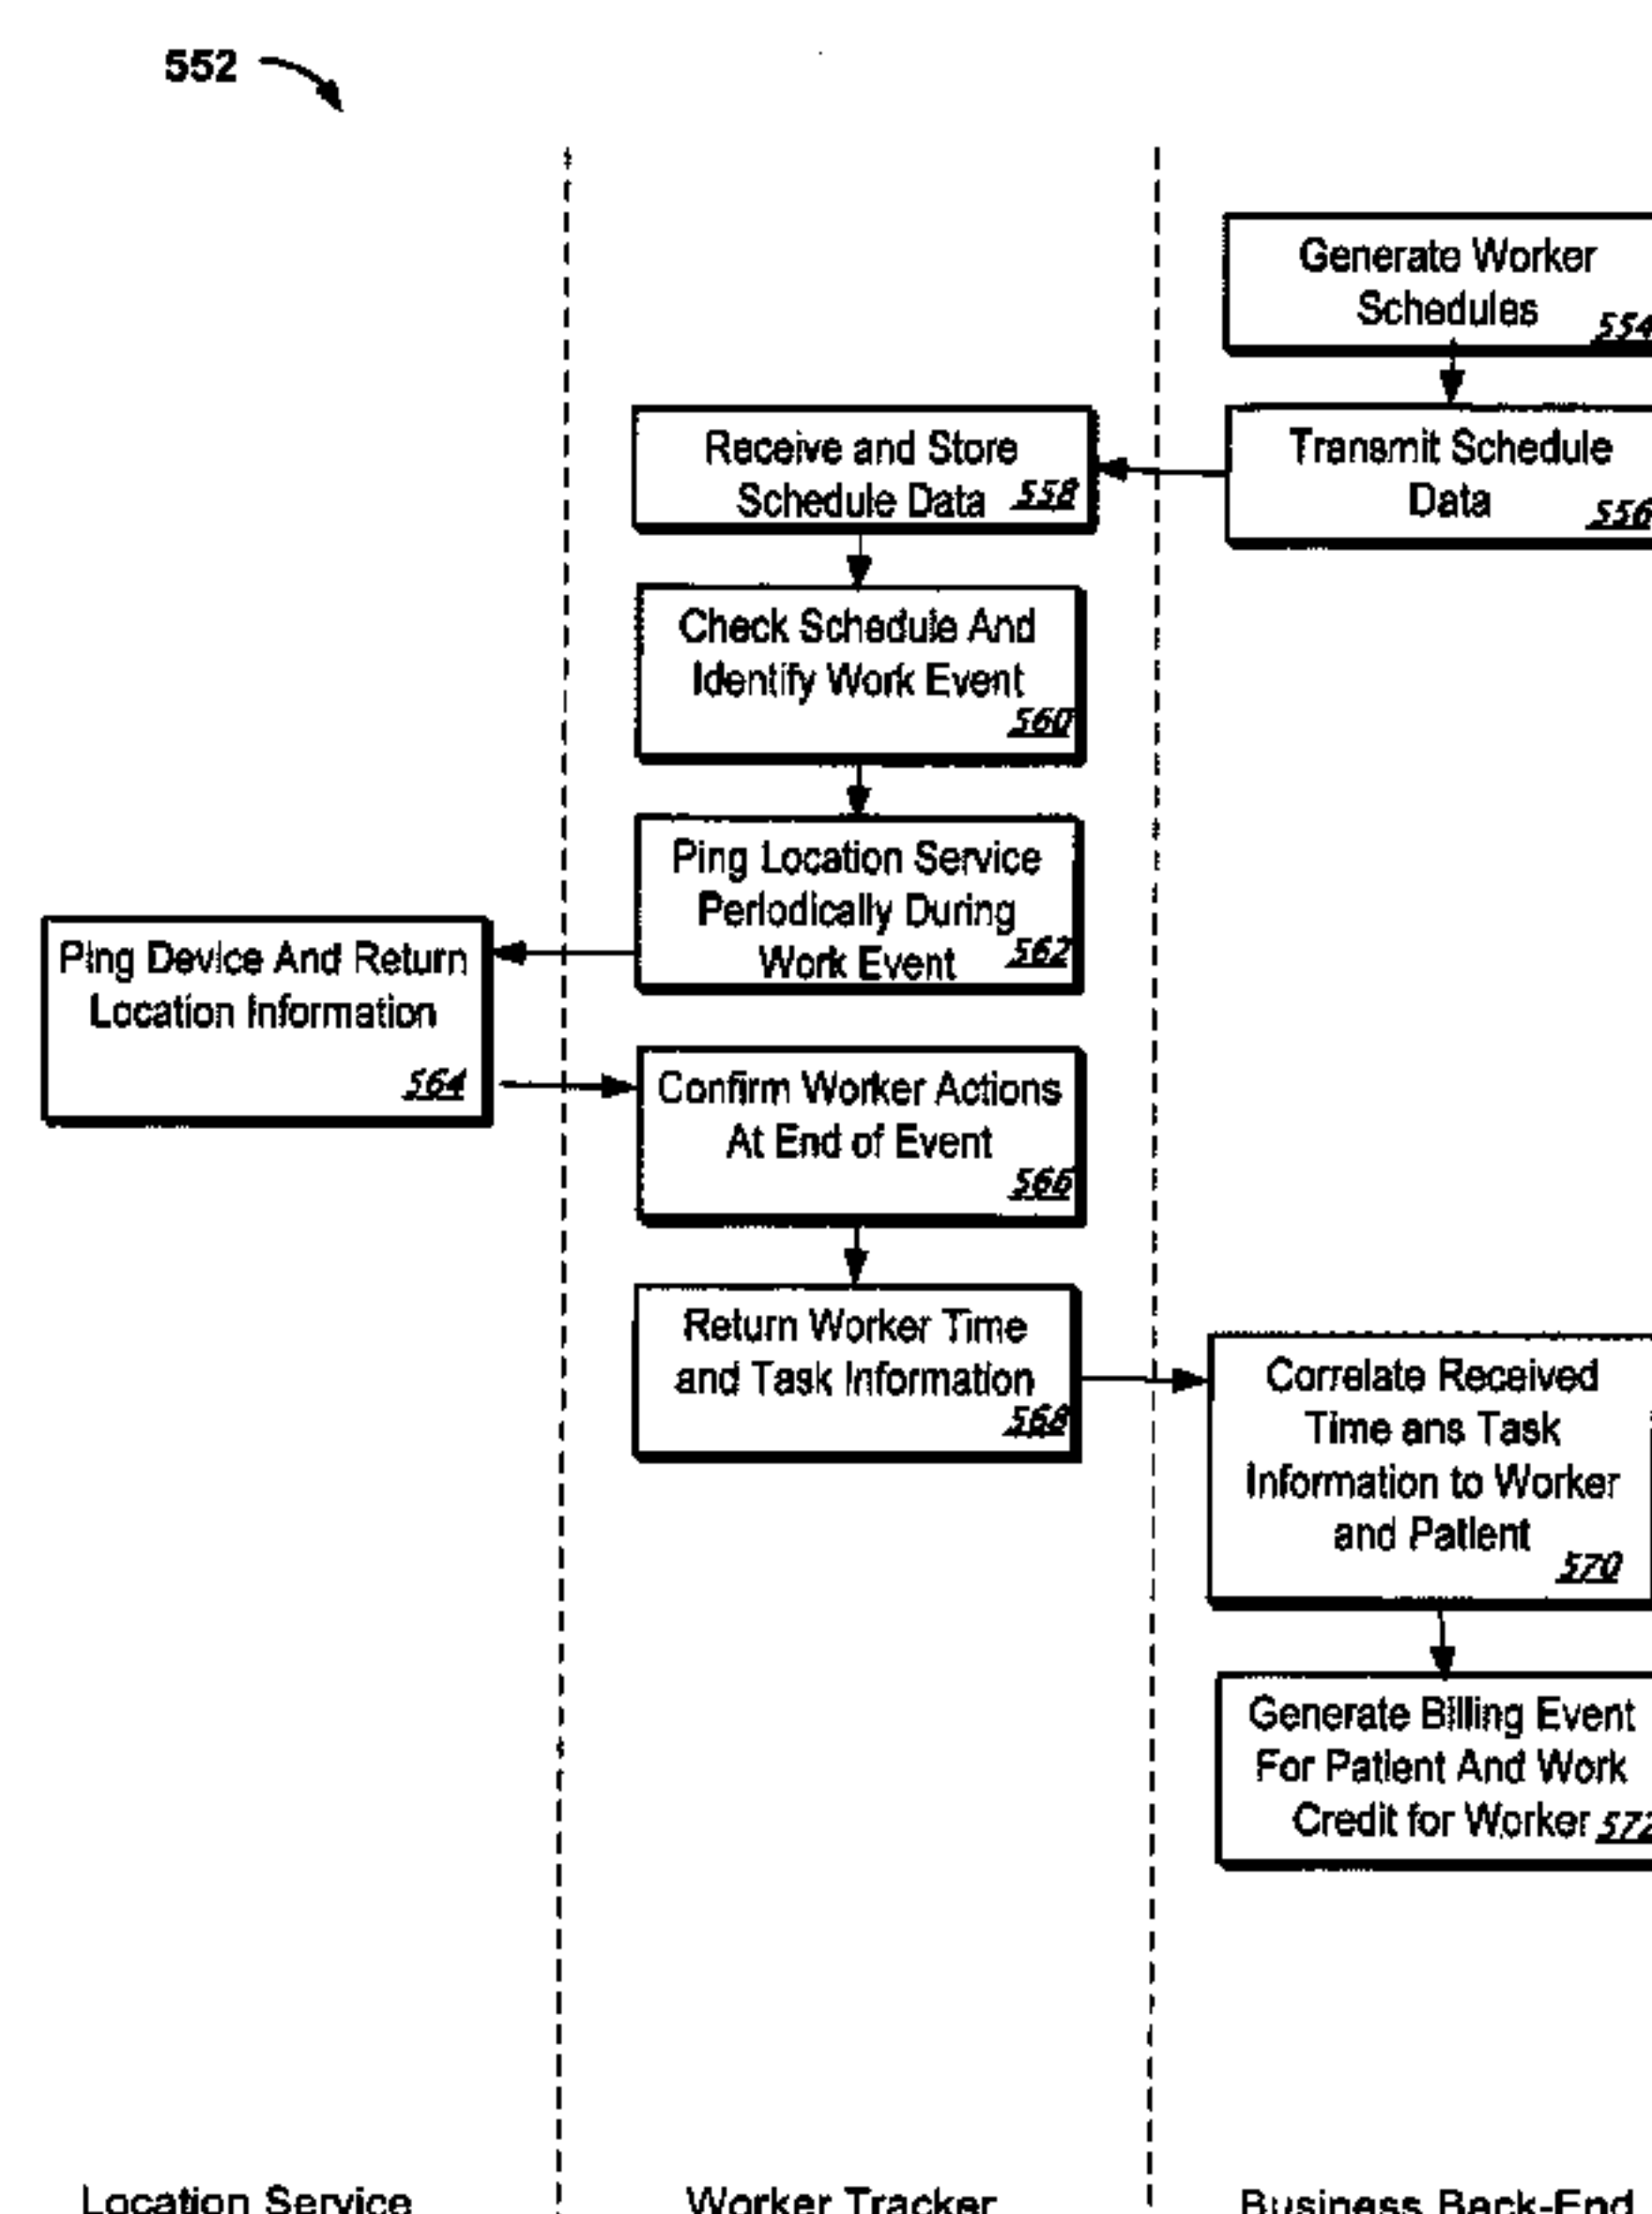 552
Generate Worker
Schedules
554
Transmit Schedule
Data
556
Receive and Store
Schedule Data 558
Check Schedule And
Identify Work Event
560
Ping Location Service
Periodically During
Work Event 562
Ping Device And Return
Location Information
564
Confirm Worker Actions
At End of Event
566
Return Worker Time
and Task Information
568
Correlate Received
Time ans Task
Information to Worker
and Patient
570
Generate Billing Event
For Patient And Work
Credit for Worker 572
Location Service
Worker Tracker
Business Back-End